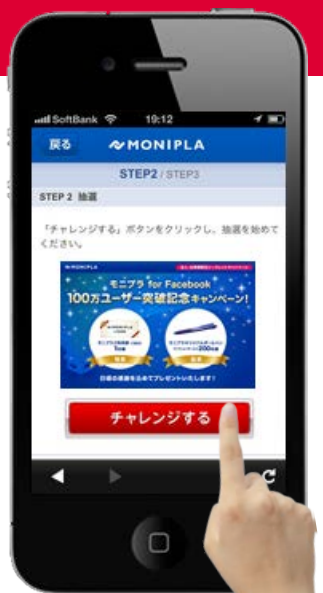 SoftBank 19:12
戻る MONIPLA
STEP2 / STEP3
STEP 2 抽選
「チャレンジする」ボタンをクリックし、抽選を始めて
ください。
MONIPLA
モニプラ for Facebook
100万ユーザー突破記念キャンペーン!
日頃の感謝を込めてプレゼントいたします!
チャレンジする